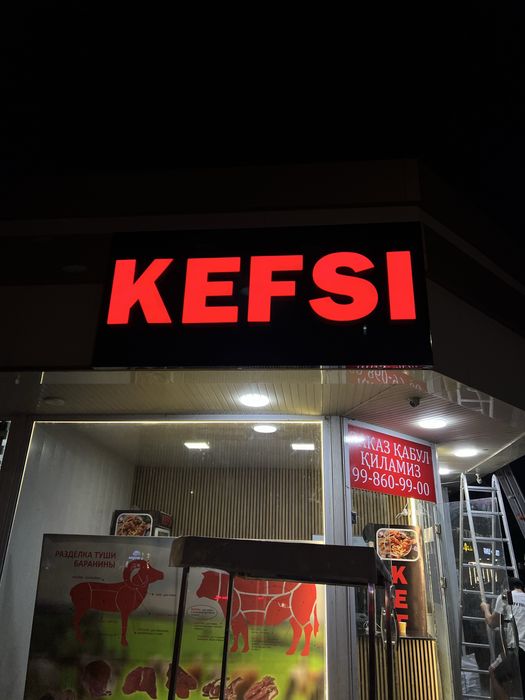 KEFSI
ЗАКАЗ ҚАБУЛ
ҚИЛАМИЗ
99-860-99-00
РАЗДЕЛКА ТУШИ
БАРАНИНЫ
K
E